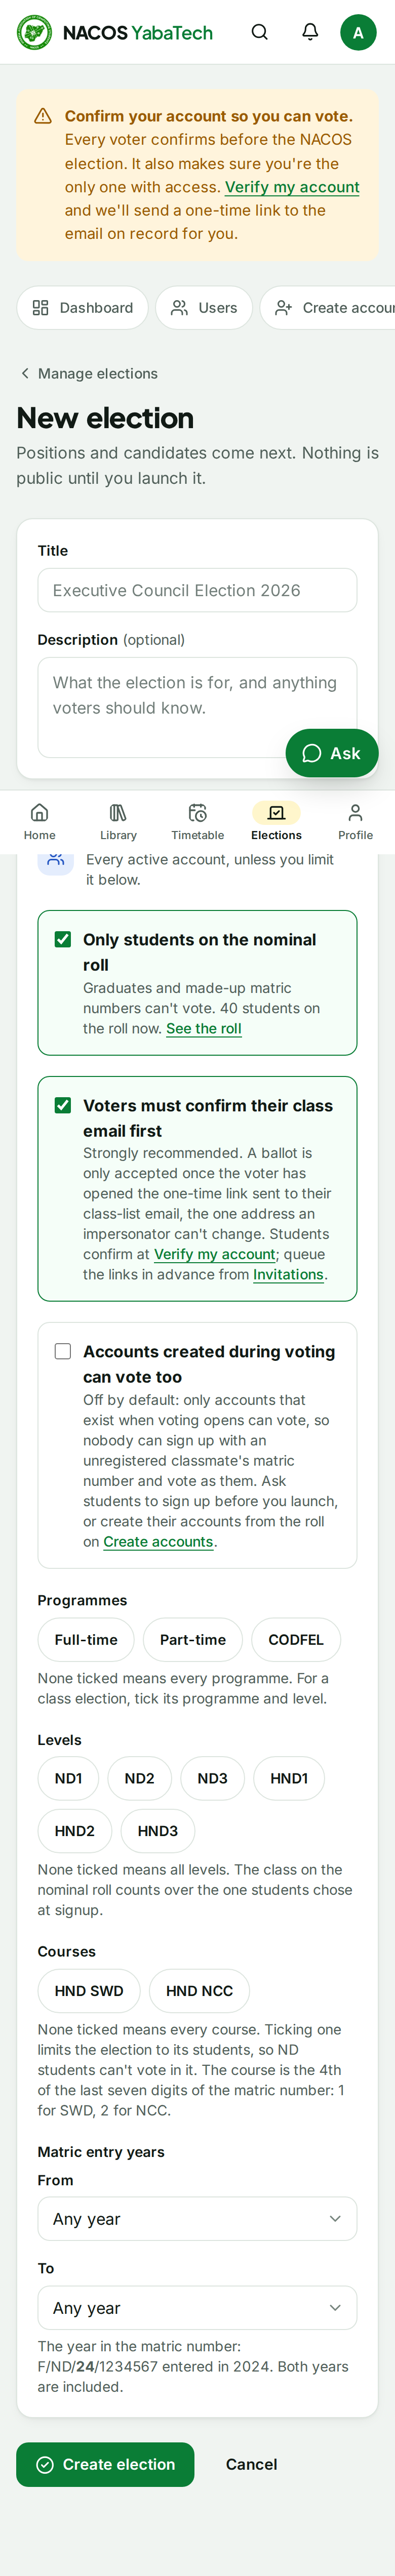 NACOS YabaTech
A
Confirm your account so you can vote.
Every voter confirms before the NACOS
election. It also makes sure you're the
only one with access. Verify my account
and we'll send a one-time link to the
email on record for you.
Dashboard
Users
Create accoun
Manage elections
New election
Positions and candidates come next. Nothing is
public until you launch it.
Title
Executive Council Election 2026
Description (optional)
What the election is for, and anything
voters should know.
Ask
Home
Library
Timetable
Elections
Profile
Every active account, unless you limit
it below.
Only students on the nominal
roll
Graduates and made-up matric
numbers can't vote. 40 students on
the roll now. See the roll
Voters must confirm their class
email first
Strongly recommended. A ballot is
only accepted once the voter has
opened the one-time link sent to their
class-list email, the one address an
impersonator can't change. Students
confirm at Verify my account; queue
the links in advance from Invitations.
Accounts created during voting
can vote too
Off by default: only accounts that
exist when voting opens can vote, so
nobody can sign up with an
unregistered classmate's matric
number and vote as them. Ask
students to sign up before you launch,
or create their accounts from the roll
on Create accounts.
Programmes
Full-time
Part-time
CODFEL
None ticked means every programme. For a
class election, tick its programme and level.
Levels
ND1
ND2
ND3
HND1
HND2
HND3
None ticked means all levels. The class on the
nominal roll counts over the one students chose
at signup.
Courses
HND SWD
HND NCC
None ticked means every course. Ticking one
limits the election to its students, so ND
students can't vote in it. The course is the 4th
of the last seven digits of the matric number: 1
for SWD, 2 for NCC.
Matric entry years
From
Any year
To
Any year
The year in the matric number:
F/ND/24/1234567 entered in 2024. Both years
are included.
Create election
Cancel